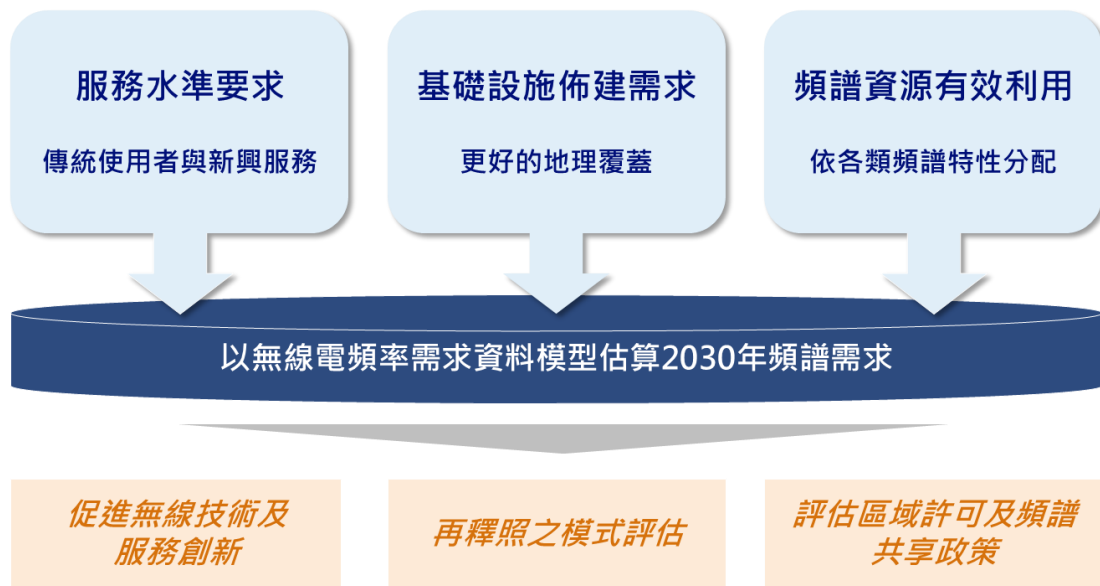 服務水準要求
傳統使用者與新興服務
基礎設施佈建需求
更好的地理覆蓋
頻譜資源有效利用
依各類頻譜特性分配
以無線電頻率需求資料模型估算2030年頻譜需求
促進無線技術及
服務創新
再釋照之模式評估
評估區域許可及頻譜
共享政策